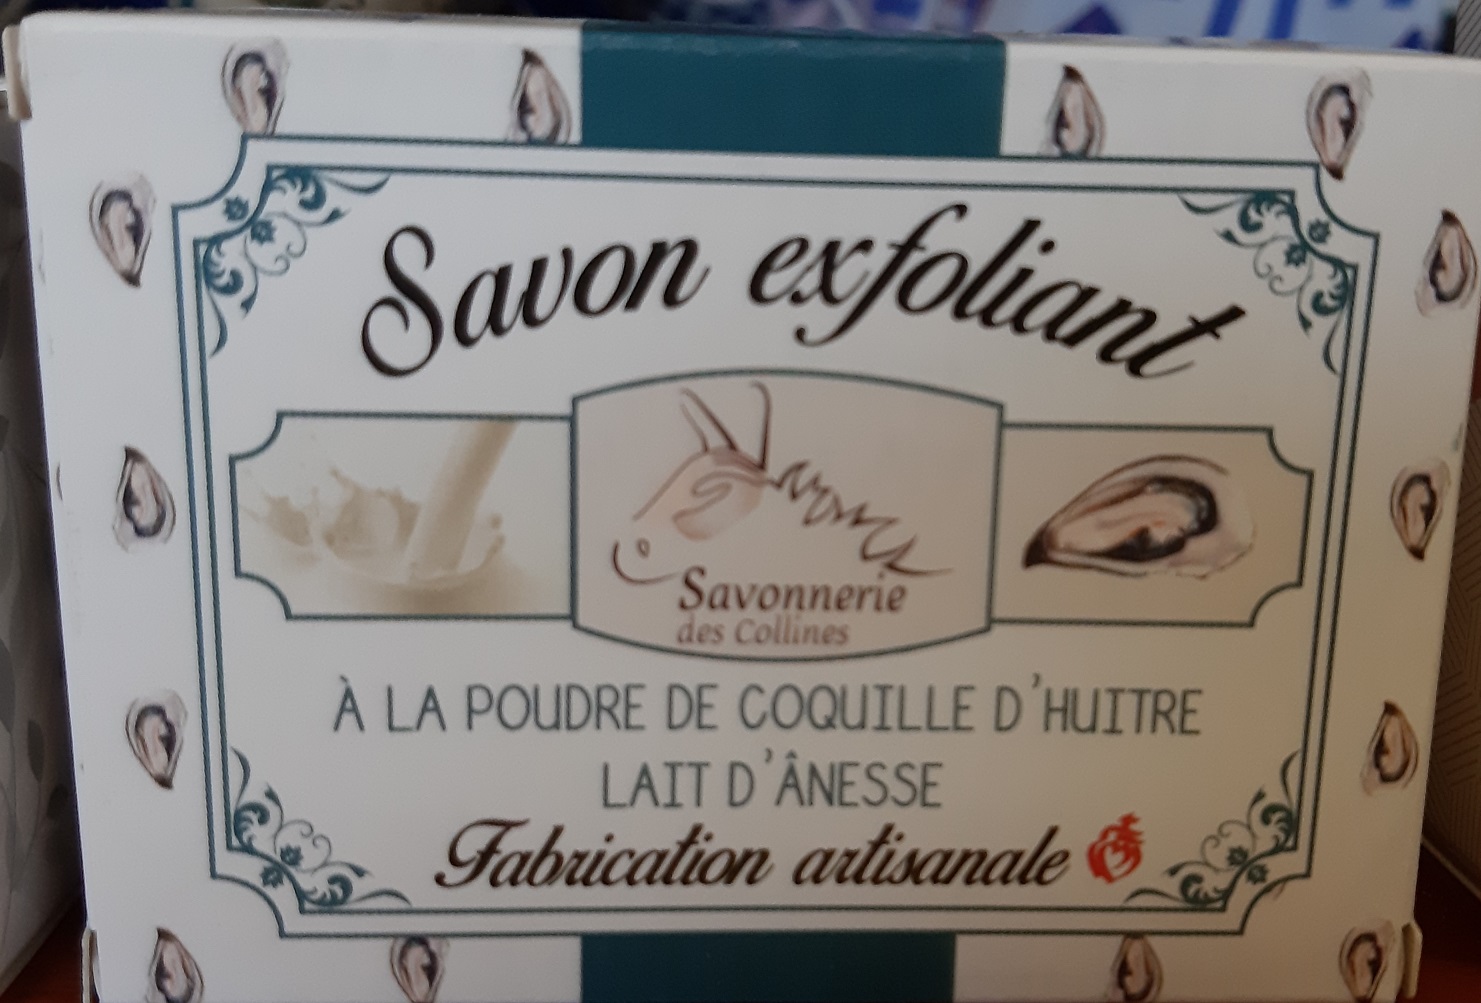 Savon exfoliant
Savonnerie
des Collines
À LA POUDRE DE COQUILLE D'HUITRE
LAIT D'ÂNESSE
Fabrication artisanale